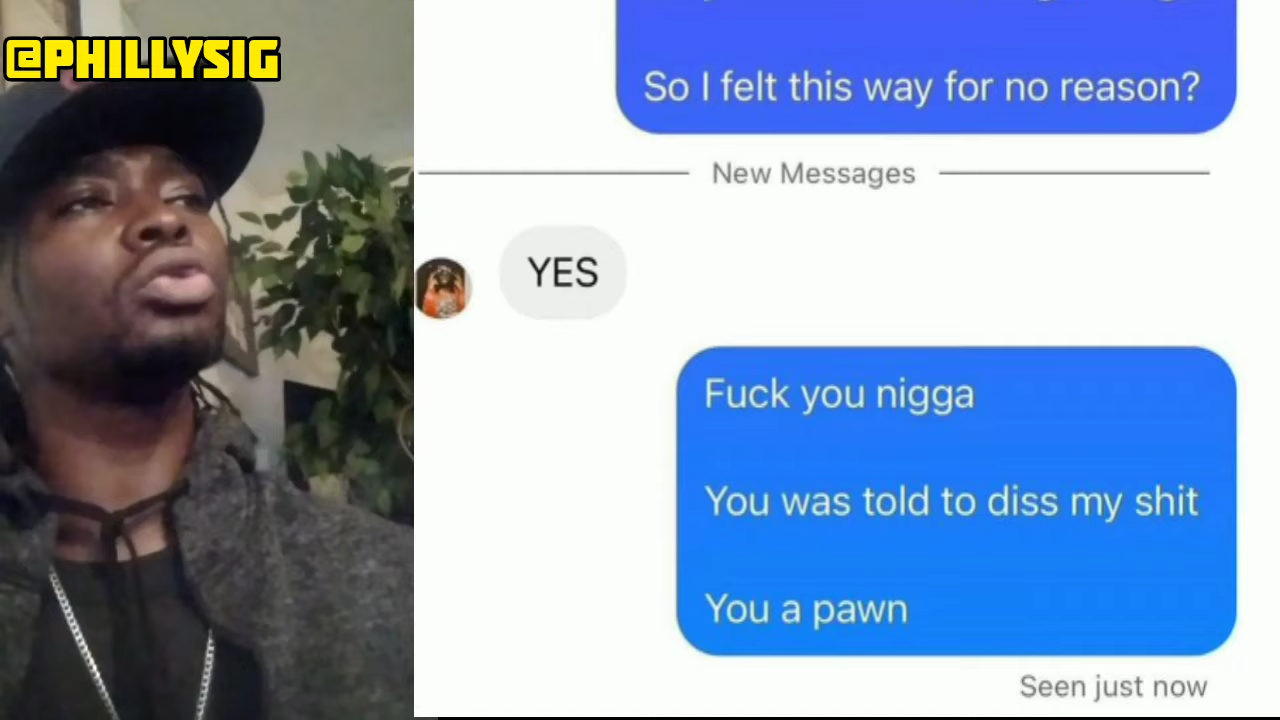 @PHILLYSIG
So I felt this way for no reason?
New Messages
YES
Fuck you nigga
You was told to diss my shit
You a pawn
Seen just now